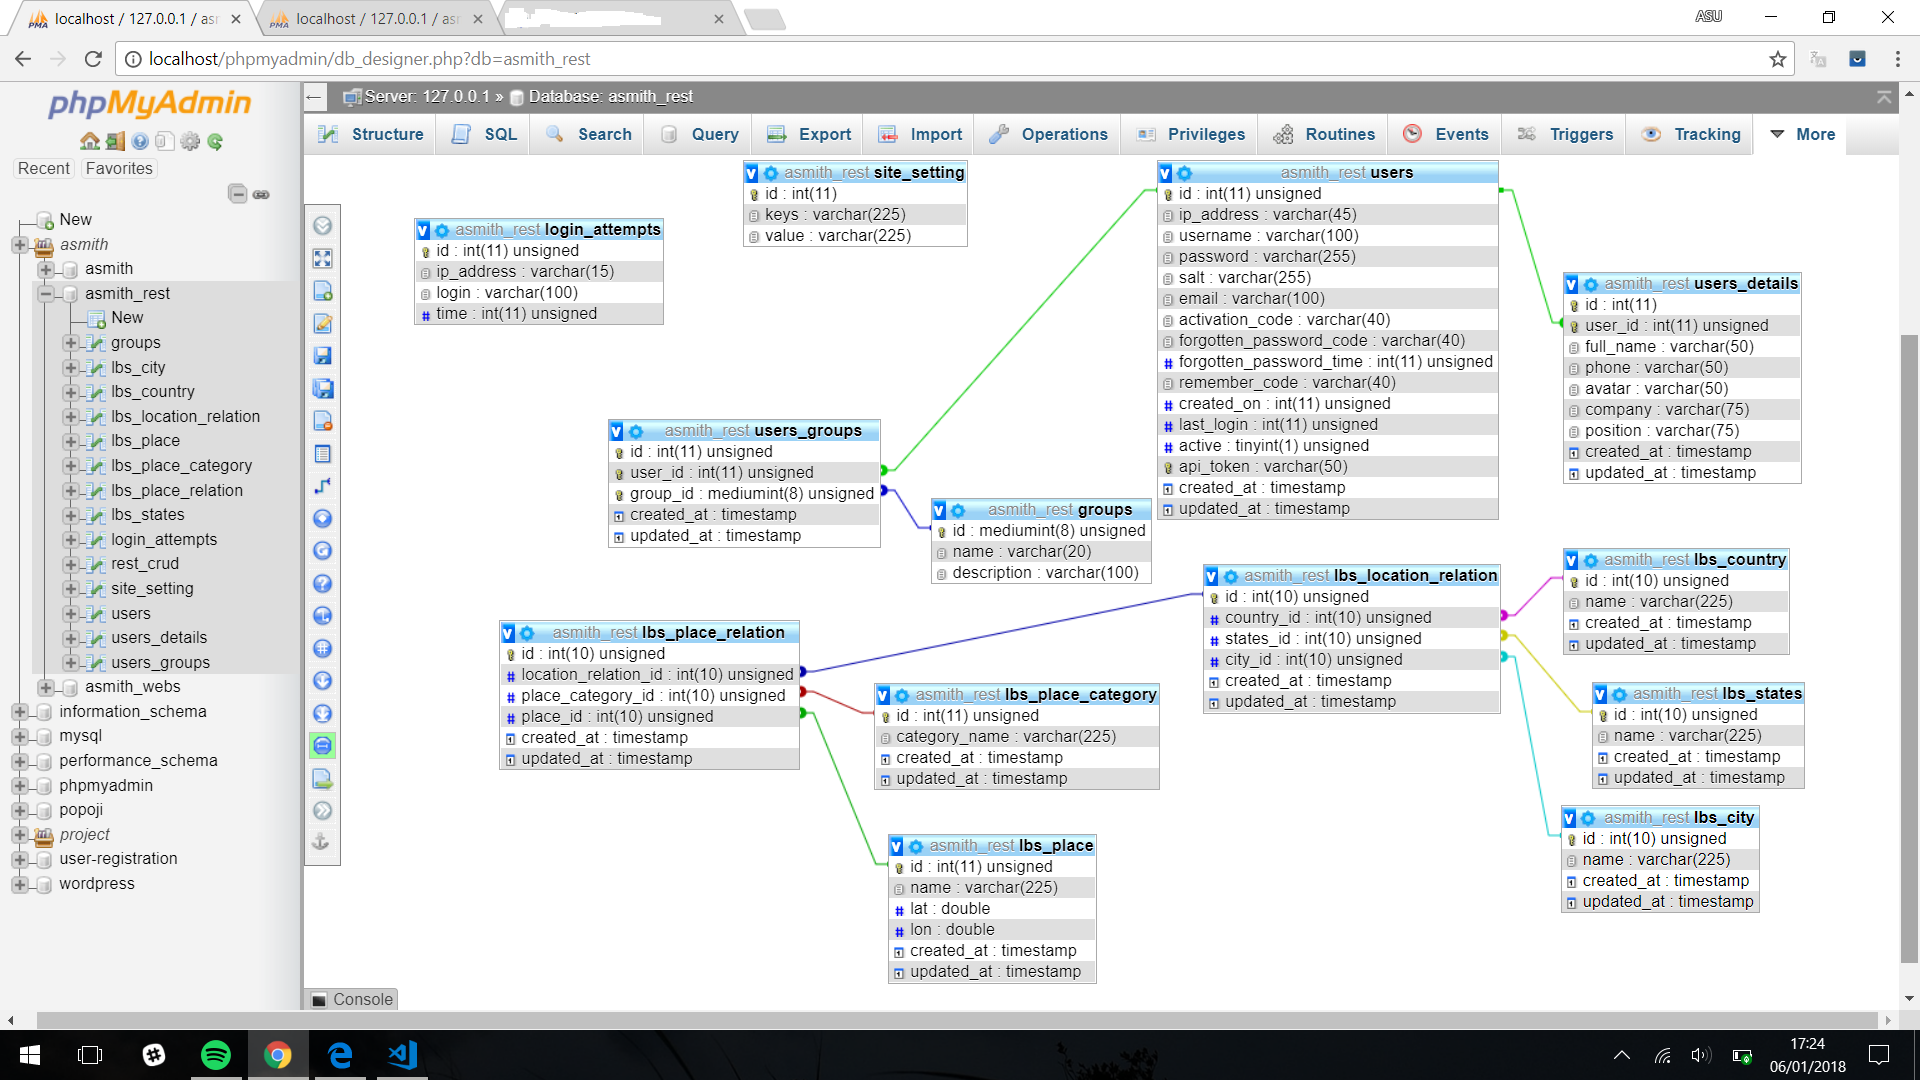 localhost / 127.0.0.1 / asm
localhost / 127.0.0.1 / asm
ASU
localhost/phpmyadmin/db_designer.php?db=asmith_rest
phpMyAdmin
Recent
Favorites
New
asmith
asmith
asmith_rest
New
groups
lbs_city
lbs_country
lbs_location_relation
lbs_place
lbs_place_category
lbs_place_relation
lbs_states
login_attempts
rest_crud
site_setting
users
users_details
users_groups
asmith_webs
information_schema
mysql
performance_schema
phpmyadmin
popoji
project
user-registration
wordpress
Server: 127.0.0.1 » Database: asmith_rest
Structure
SQL
Search
Query
Export
Import
Operations
Privileges
Routines
Events
Triggers
Tracking
More
asmith_rest login_attempts
id : int(11) unsigned
ip_address : varchar(15)
login : varchar(100)
time : int(11) unsigned
asmith_rest site_setting
id : int(11)
keys : varchar(225)
value : varchar(225)
asmith_rest users
id : int(11) unsigned
ip_address : varchar(45)
username : varchar(100)
password : varchar(255)
salt : varchar(255)
email : varchar(100)
activation_code : varchar(40)
forgotten_password_code : varchar(40)
forgotten_password_time : int(11) unsigned
remember_code : varchar(40)
created_on : int(11) unsigned
last_login : int(11) unsigned
active : tinyint(1) unsigned
api_token : varchar(50)
created_at : timestamp
updated_at : timestamp
asmith_rest users_details
id : int(11)
user_id : int(11) unsigned
full_name : varchar(50)
phone : varchar(50)
avatar : varchar(50)
company : varchar(75)
position : varchar(75)
created_at : timestamp
updated_at : timestamp
asmith_rest users_groups
id : int(11) unsigned
user_id : int(11) unsigned
group_id : mediumint(8) unsigned
created_at : timestamp
updated_at : timestamp
asmith_rest groups
id : mediumint(8) unsigned
name : varchar(20)
description : varchar(100)
asmith_rest lbs_location_relation
id : int(10) unsigned
country_id : int(10) unsigned
states_id : int(10) unsigned
city_id : int(10) unsigned
created_at : timestamp
updated_at : timestamp
asmith_rest lbs_country
id : int(10) unsigned
name : varchar(225)
created_at : timestamp
updated_at : timestamp
asmith_rest lbs_place_relation
id : int(10) unsigned
location_relation_id : int(10) unsigned
place_category_id : int(10) unsigned
place_id : int(10) unsigned
created_at : timestamp
updated_at : timestamp
asmith_rest lbs_place_category
id : int(11) unsigned
category_name : varchar(225)
created_at : timestamp
updated_at : timestamp
asmith_rest lbs_states
id : int(10) unsigned
name : varchar(225)
created_at : timestamp
updated_at : timestamp
asmith_rest lbs_city
id : int(10) unsigned
name : varchar(225)
created_at : timestamp
updated_at : timestamp
asmith_rest lbs_place
id : int(11) unsigned
name : varchar(225)
lat : double
lon : double
created_at : timestamp
updated_at : timestamp
Console
17:24
06/01/2018